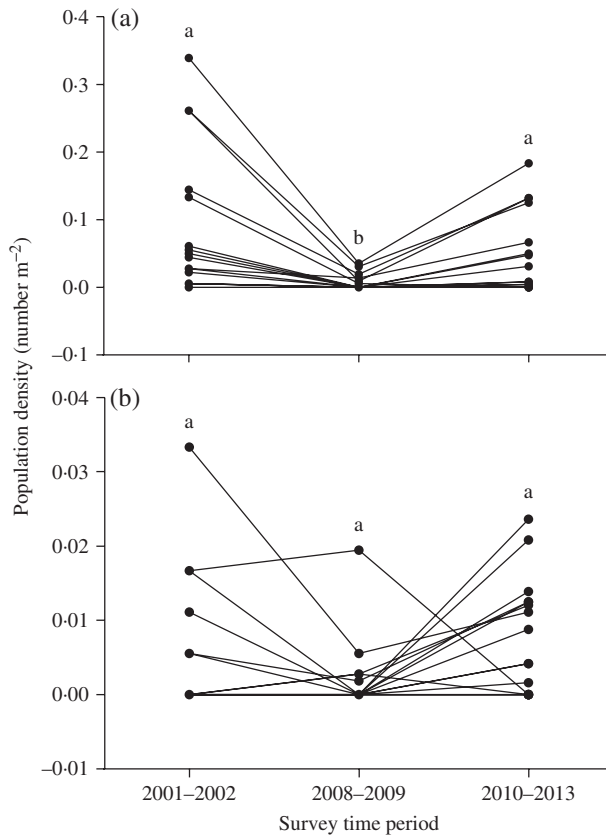 (a)
0·4
0·3
0·2
0·1
0·0
–0·1
a
b
a
Population density (number m⁻²)
(b)
0·04
0·03
0·02
0·01
0·00
–0·01
a
a
a
2001–2002 2008–2009 2010–2013
Survey time period